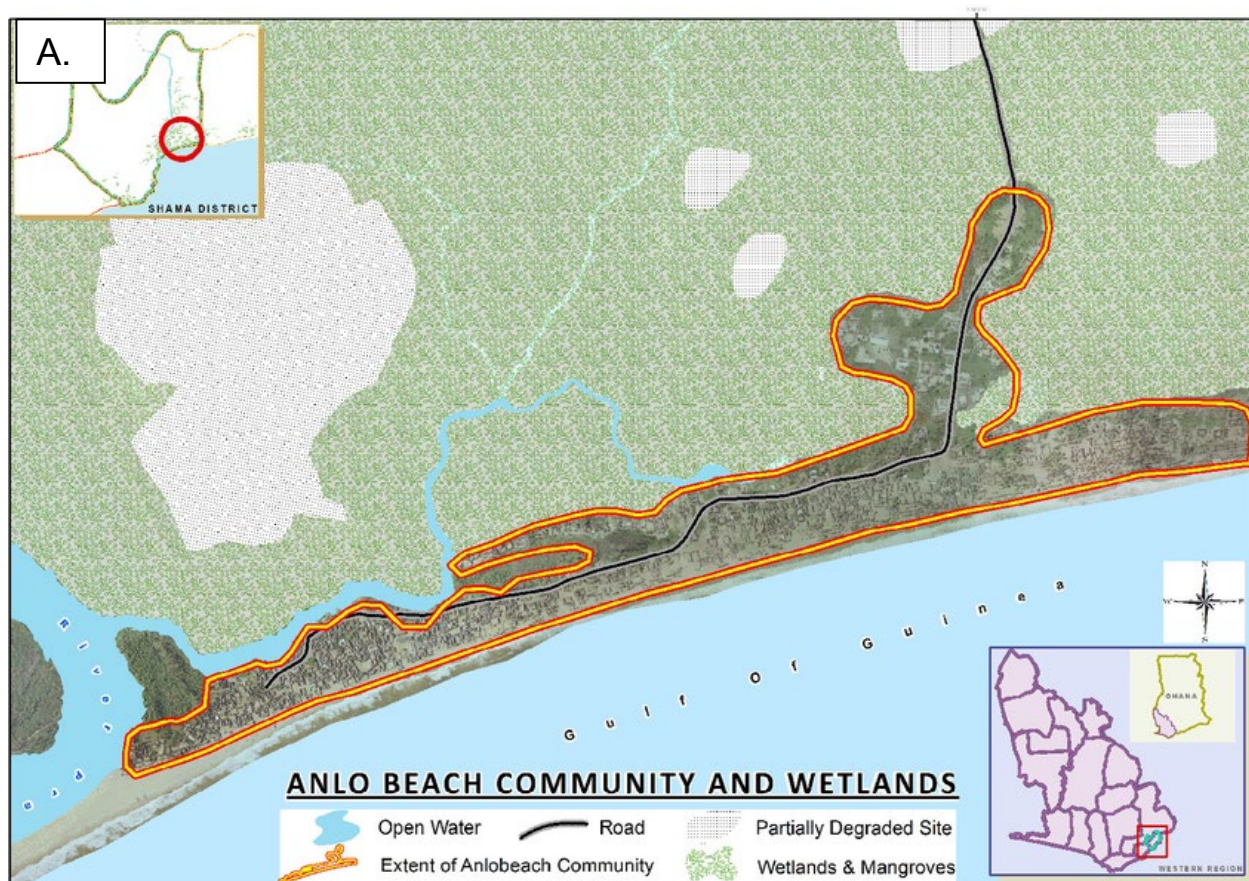 A.
SHAMA DISTRICT
River Pra
Gulf Of Guinea
N
W
E
S
GHANA
WESTERN REGION
ANLO BEACH COMMUNITY AND WETLANDS
Open Water
Road
Partially Degraded Site
Extent of Anlobeach Community
Wetlands & Mangroves